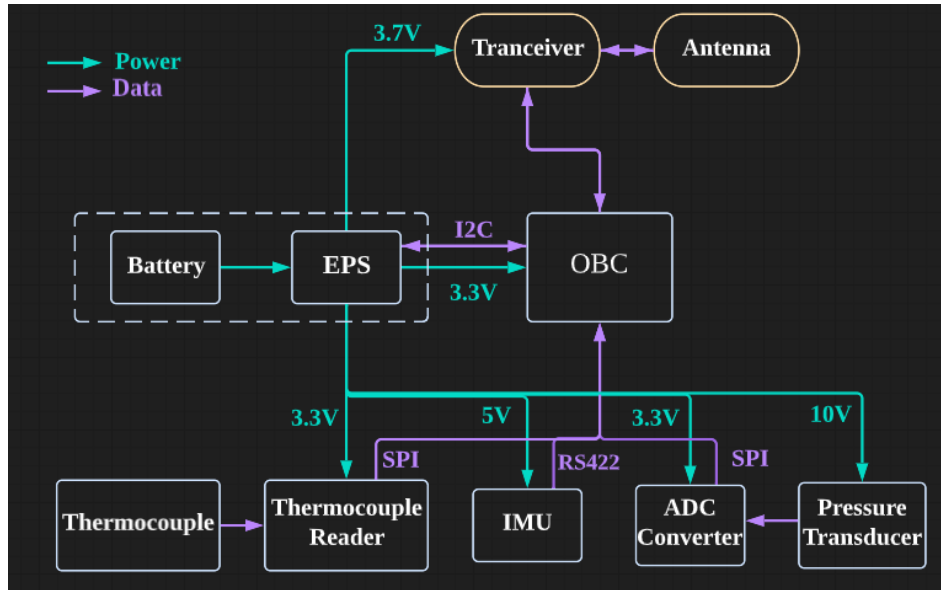 3.7V
Tranceiver
Antenna
Power
Data
Battery
EPS
I2C
3.3V
OBC
3.3V
5V
3.3V
10V
SPI
RS422
SPI
Thermocouple
Thermocouple
Reader
IMU
ADC
Converter
Pressure
Transducer